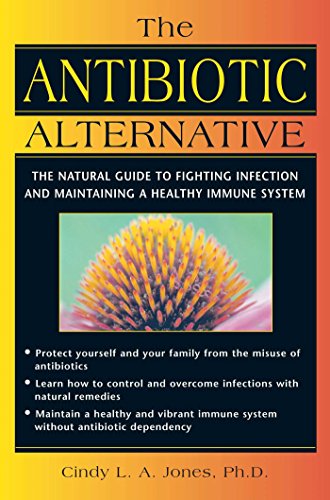 The
ANTIBIOTIC
ALTERNATIVE
THE NATURAL GUIDE TO FIGHTING INFECTION
AND MAINTAINING A HEALTHY IMMUNE SYSTEM
• Protect yourself and your family from the misuse of
antibiotics
• Learn how to control and overcome infections with
natural remedies
• Maintain a healthy and vibrant immune system
without antibiotic dependency
Cindy L. A. Jones, Ph.D.